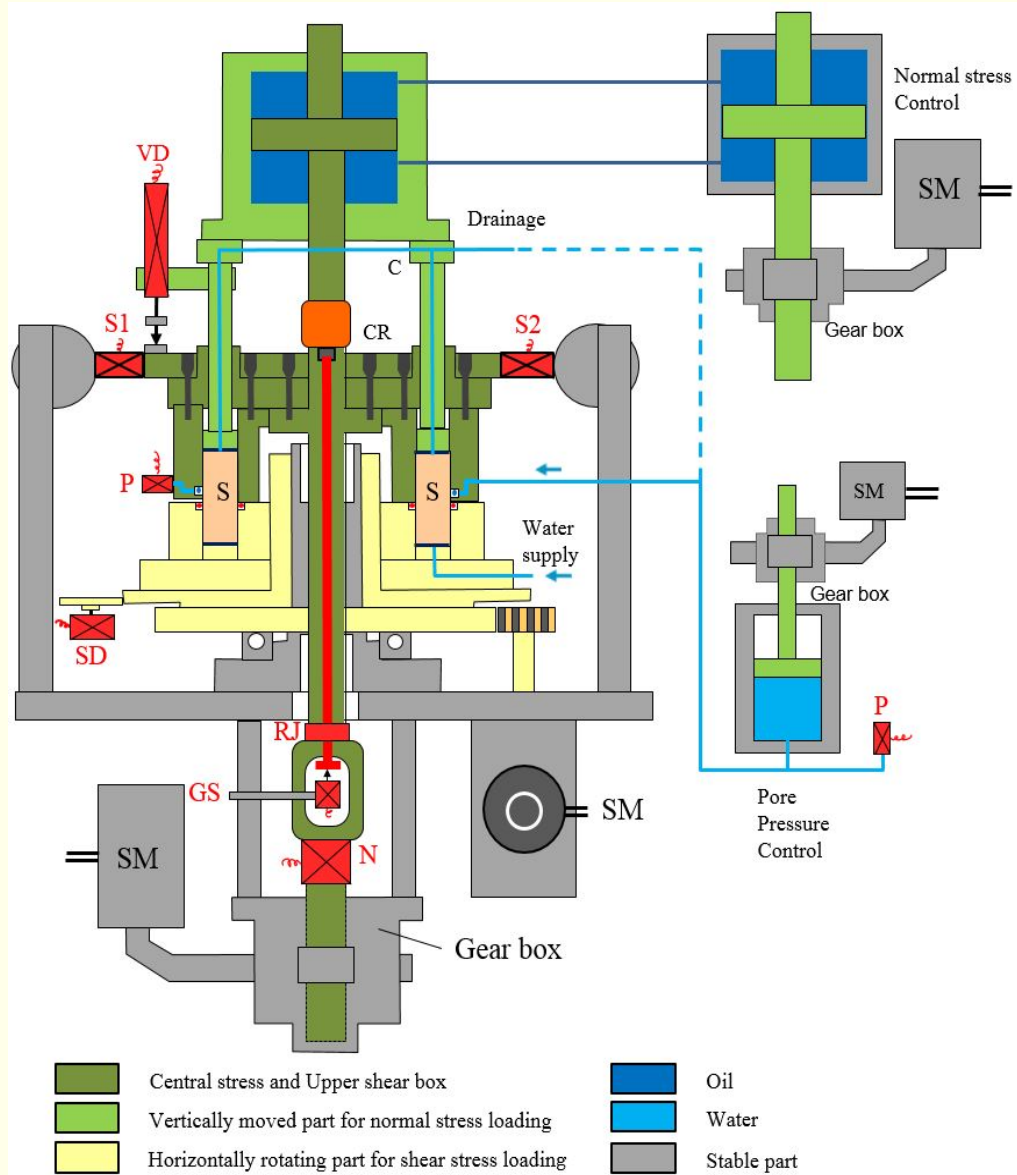 Normal stress
Control
VD
SM
Drainage
C
S1
CR
S2
Gear box
P
S
S
SM
Water
supply
Gear box
SD
RJ
P
GS
SM
Pore
Pressure
Control
SM
N
Gear box
Central stress and Upper shear box
Oil
Vertically moved part for normal stress loading
Water
Horizontally rotating part for shear stress loading
Stable part